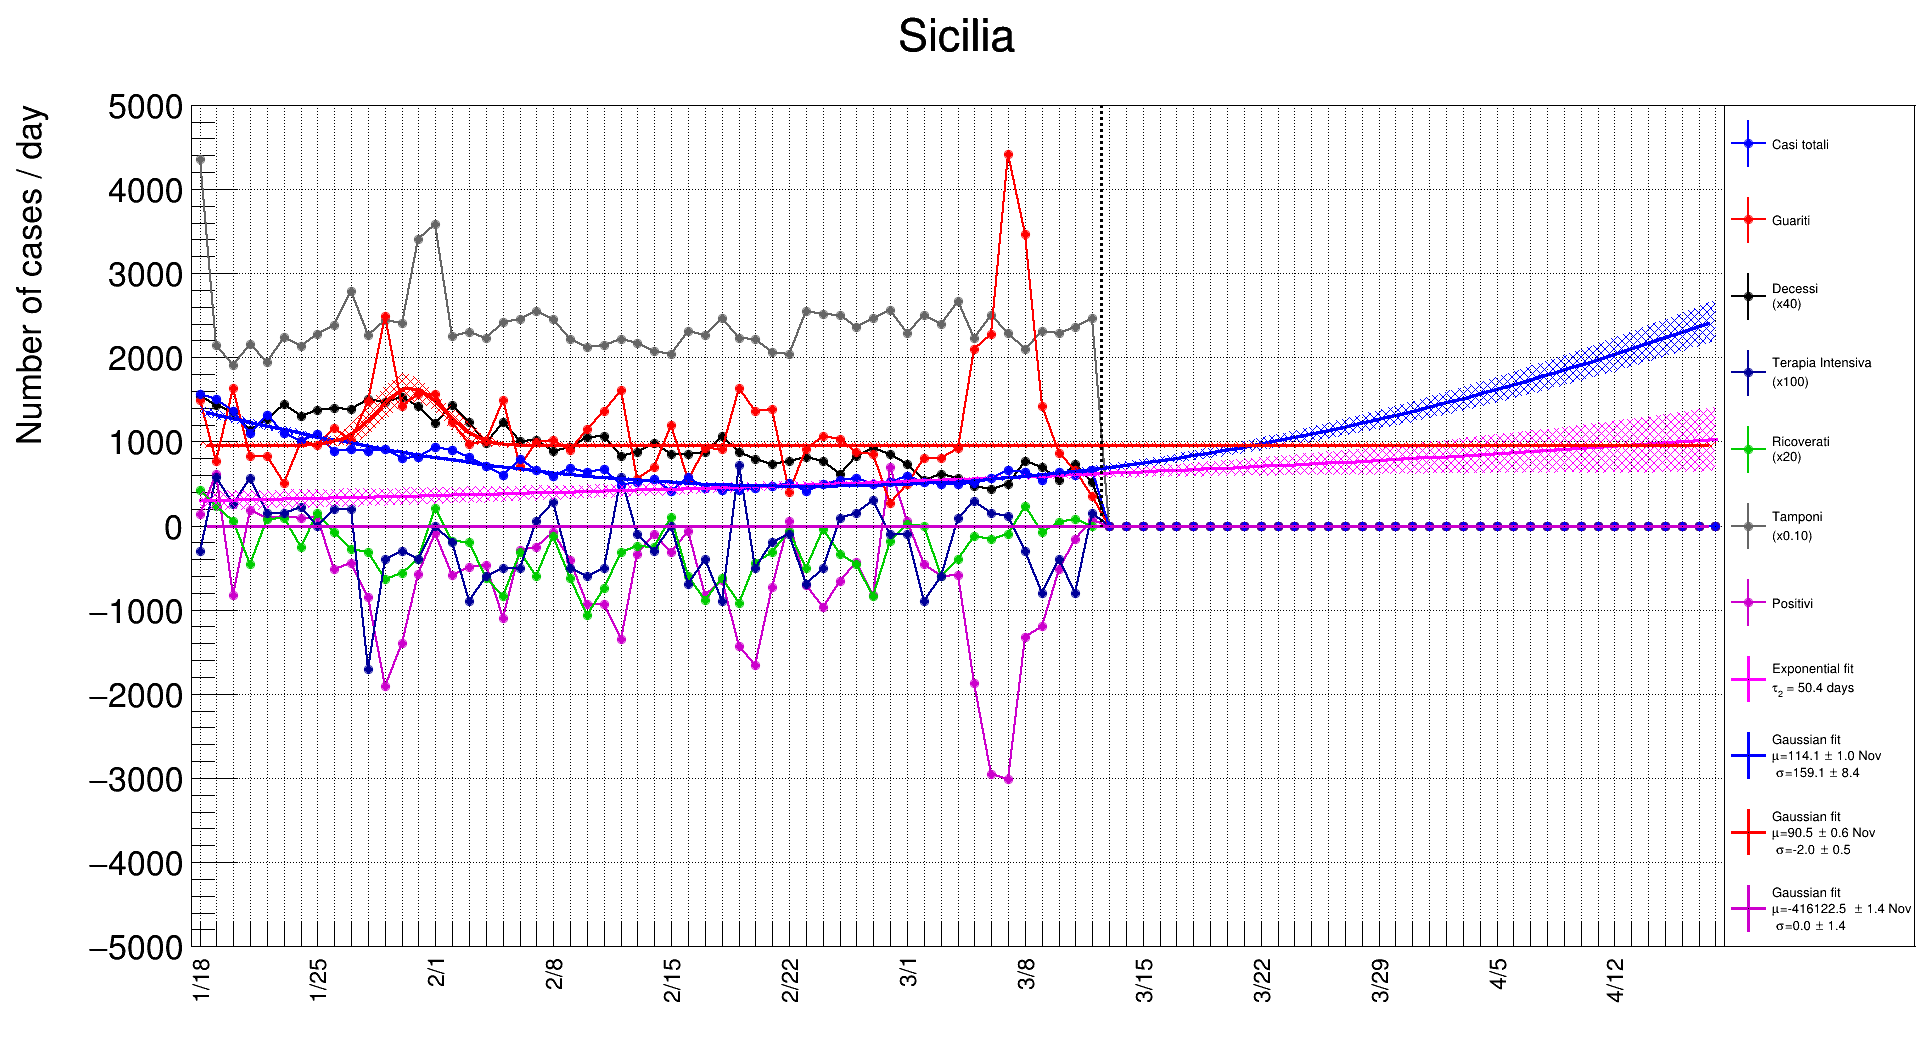 Sicilia
Number of cases / day
5000
4000
3000
2000
1000
0
−1000
−2000
−3000
−4000
−5000
1/18
1/25
2/1
2/8
2/15
2/22
3/1
3/8
3/15
3/22
3/29
4/5
4/12
Casi totali
Guariti
Decessi
(x40)
Terapia Intensiva
(x100)
Ricoverati
(x20)
Tamponi
(x0.10)
Positivi
Exponential fit
τ2 = 50.4 days
Gaussian fit
μ=114.1 ± 1.0 Nov
σ=159.1 ± 8.4
Gaussian fit
μ=90.5 ± 0.6 Nov
σ=-2.0 ± 0.5
Gaussian fit
μ=-416122.5 ± 1.4 Nov
σ=0.0 ± 1.4